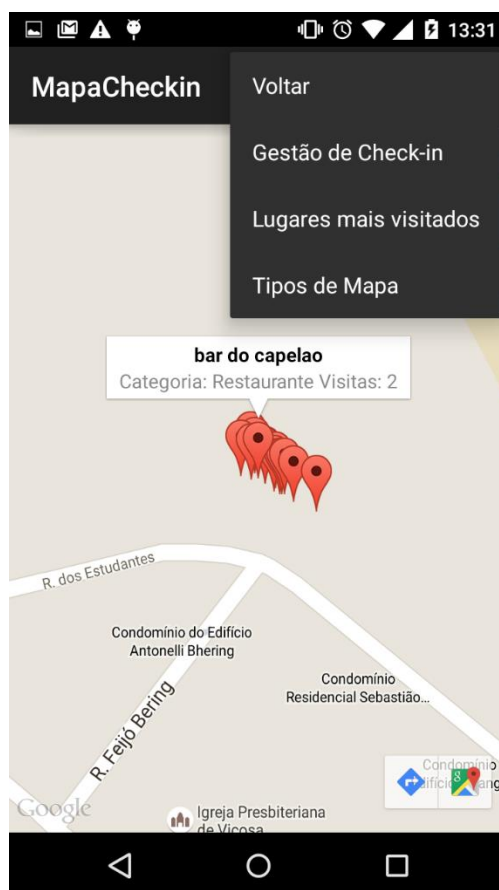 13:31
MapaCheckin
Voltar
Gestão de Check-in
Lugares mais visitados
Tipos de Mapa
bar do capelao
Categoria: Restaurante Visitas: 2
R. dos Estudantes
Condomínio do Edifício
Antonelli Bhering
R. Feijó Bering
Condomínio
Residencial Sebastião...
Condomínio
Google
Igreja Presbiteriana
de Viçosa